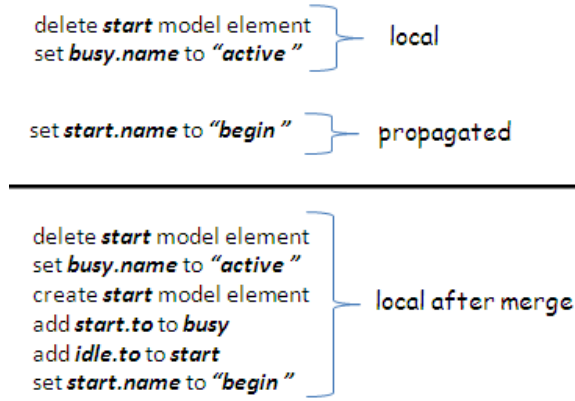 delete start model element
set busy.name to “active ”
local
set start.name to “begin ”
propagated
delete start model element
set busy.name to “active ”
create start model element
add start.to to busy
add idle.to to start
set start.name to “begin ”
local after merge